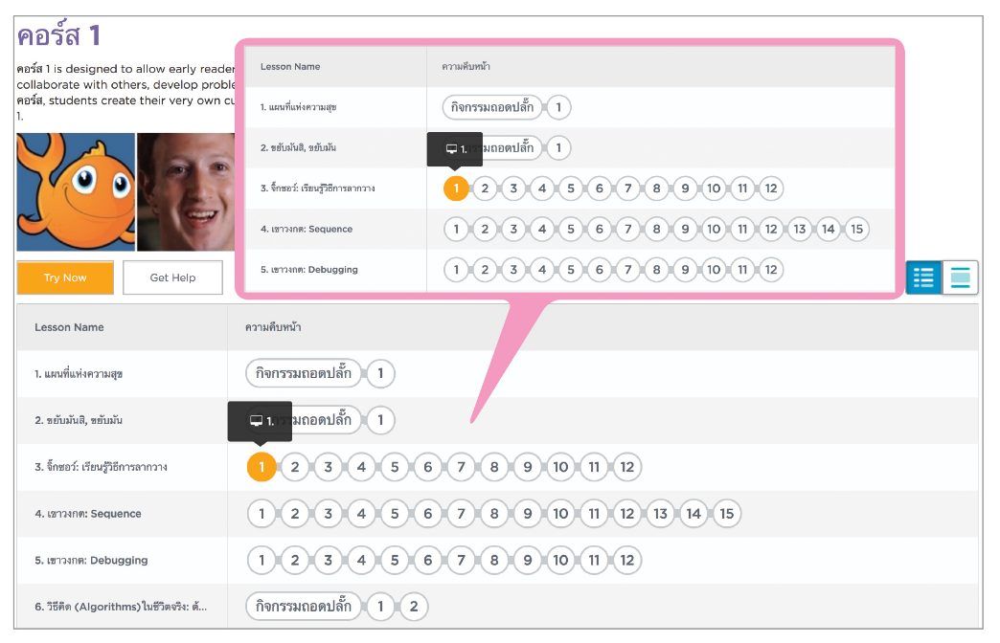 คอร์ส 1
คอร์ส 1 is designed to allow early reader
collaborate with others, develop proble
คอร์ส, students create their very own cu
1.
Lesson Name ความคืบหน้า
1. แผนที่แห่งความสุข กิจกรรมถอดปลั๊ก 1
2. ขยับมันสิ, ขยับมัน 1. มถอดปลั๊ก 1
3. จิ๊กซอว์: เรียนรู้วิธีการลากวาง 1 2 3 4 5 6 7 8 9 10 11 12
4. เขาวงกต: Sequence 1 2 3 4 5 6 7 8 9 10 11 12 13 14 15
5. เขาวงกต: Debugging 1 2 3 4 5 6 7 8 9 10 11 12
Try Now Get Help
Lesson Name ความคืบหน้า
1. แผนที่แห่งความสุข กิจกรรมถอดปลั๊ก 1
2. ขยับมันสิ, ขยับมัน 1. มถอดปลั๊ก 1
3. จิ๊กซอว์: เรียนรู้วิธีการลากวาง 1 2 3 4 5 6 7 8 9 10 11 12
4. เขาวงกต: Sequence 1 2 3 4 5 6 7 8 9 10 11 12 13 14 15
5. เขาวงกต: Debugging 1 2 3 4 5 6 7 8 9 10 11 12
6. วิธีคิด (Algorithms) ในชีวิตจริง: ต้... กิจกรรมถอดปลั๊ก 1 2